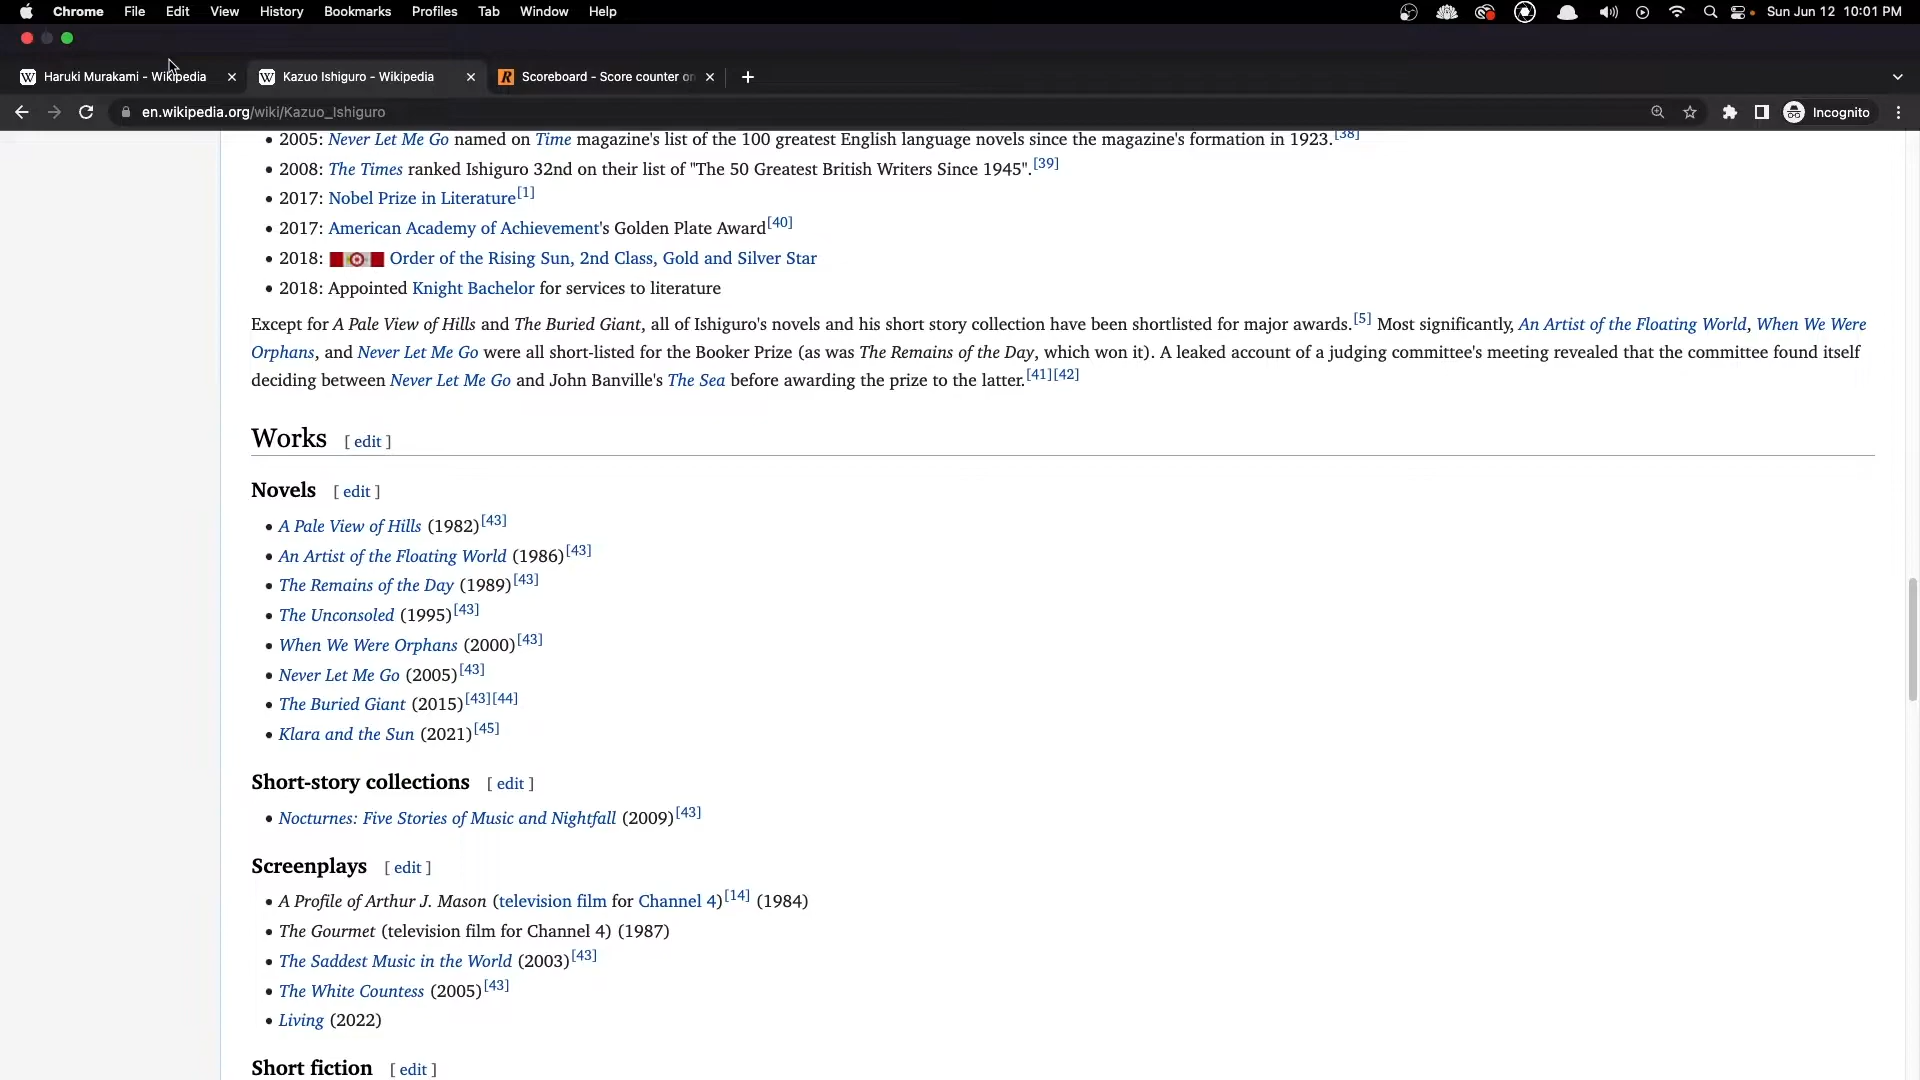 Chrome File Edit View History Bookmarks Profiles Tab Window Help Sun Jun 12 10:01 PM
Haruki Murakami - Wikipedia Kazuo Ishiguro - Wikipedia Scoreboard - Score counter on
en.wikipedia.org/wiki/Kazuo_Ishiguro Incognito
• 2005: Never Let Me Go named on Time magazine's list of the 100 greatest English language novels since the magazine's formation in 1923.[38]
• 2008: The Times ranked Ishiguro 32nd on their list of "The 50 Greatest British Writers Since 1945".[39]
• 2017: Nobel Prize in Literature[1]
• 2017: American Academy of Achievement's Golden Plate Award[40]
• 2018: Order of the Rising Sun, 2nd Class, Gold and Silver Star
• 2018: Appointed Knight Bachelor for services to literature
Except for A Pale View of Hills and The Buried Giant, all of Ishiguro's novels and his short story collection have been shortlisted for major awards.[5] Most significantly, An Artist of the Floating World, When We Were
Orphans, and Never Let Me Go were all short-listed for the Booker Prize (as was The Remains of the Day, which won it). A leaked account of a judging committee's meeting revealed that the committee found itself
deciding between Never Let Me Go and John Banville's The Sea before awarding the prize to the latter.[41][42]
Works [ edit ]
Novels [ edit ]
• A Pale View of Hills (1982)[43]
• An Artist of the Floating World (1986)[43]
• The Remains of the Day (1989)[43]
• The Unconsoled (1995)[43]
• When We Were Orphans (2000)[43]
• Never Let Me Go (2005)[43]
• The Buried Giant (2015)[43][44]
• Klara and the Sun (2021)[45]
Short-story collections [ edit ]
• Nocturnes: Five Stories of Music and Nightfall (2009)[43]
Screenplays [ edit ]
• A Profile of Arthur J. Mason (television film for Channel 4)[14] (1984)
• The Gourmet (television film for Channel 4) (1987)
• The Saddest Music in the World (2003)[43]
• The White Countess (2005)[43]
• Living (2022)
Short fiction [ edit ]